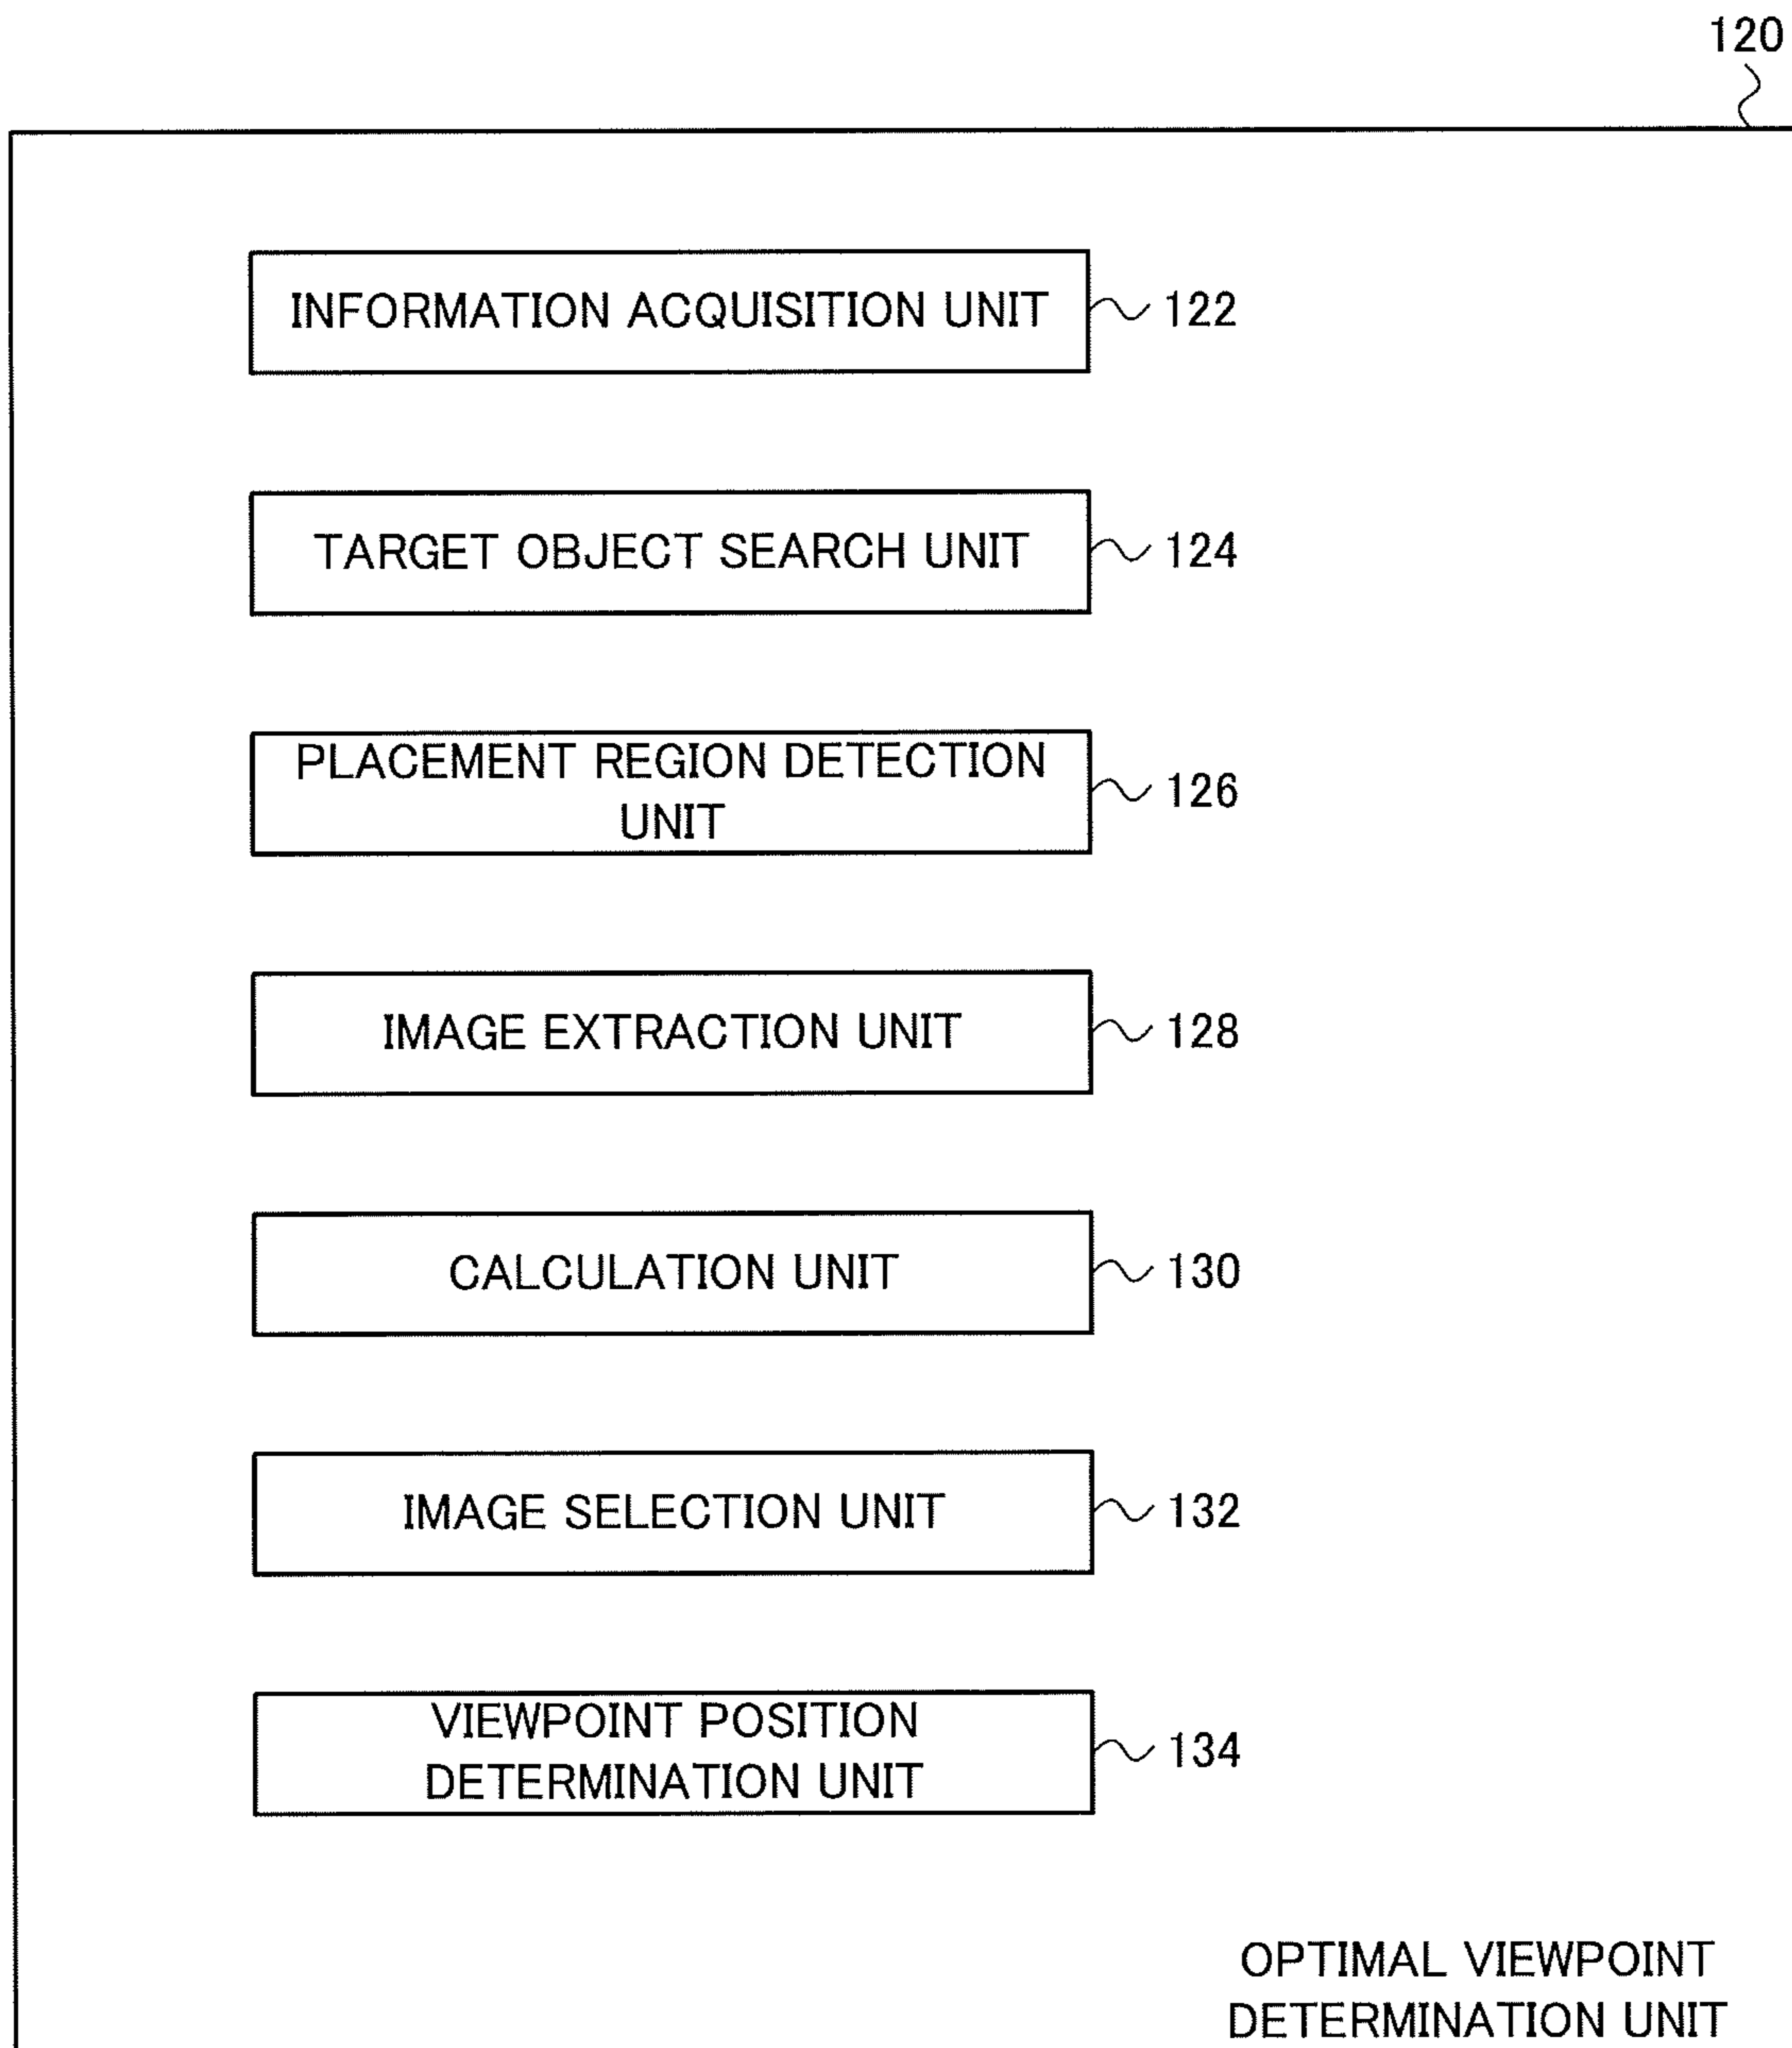 120
INFORMATION ACQUISITION UNIT
122
TARGET OBJECT SEARCH UNIT
124
PLACEMENT REGION DETECTION
UNIT
126
IMAGE EXTRACTION UNIT
128
CALCULATION UNIT
130
IMAGE SELECTION UNIT
132
VIEWPOINT POSITION
DETERMINATION UNIT
134
OPTIMAL VIEWPOINT
DETERMINATION UNIT